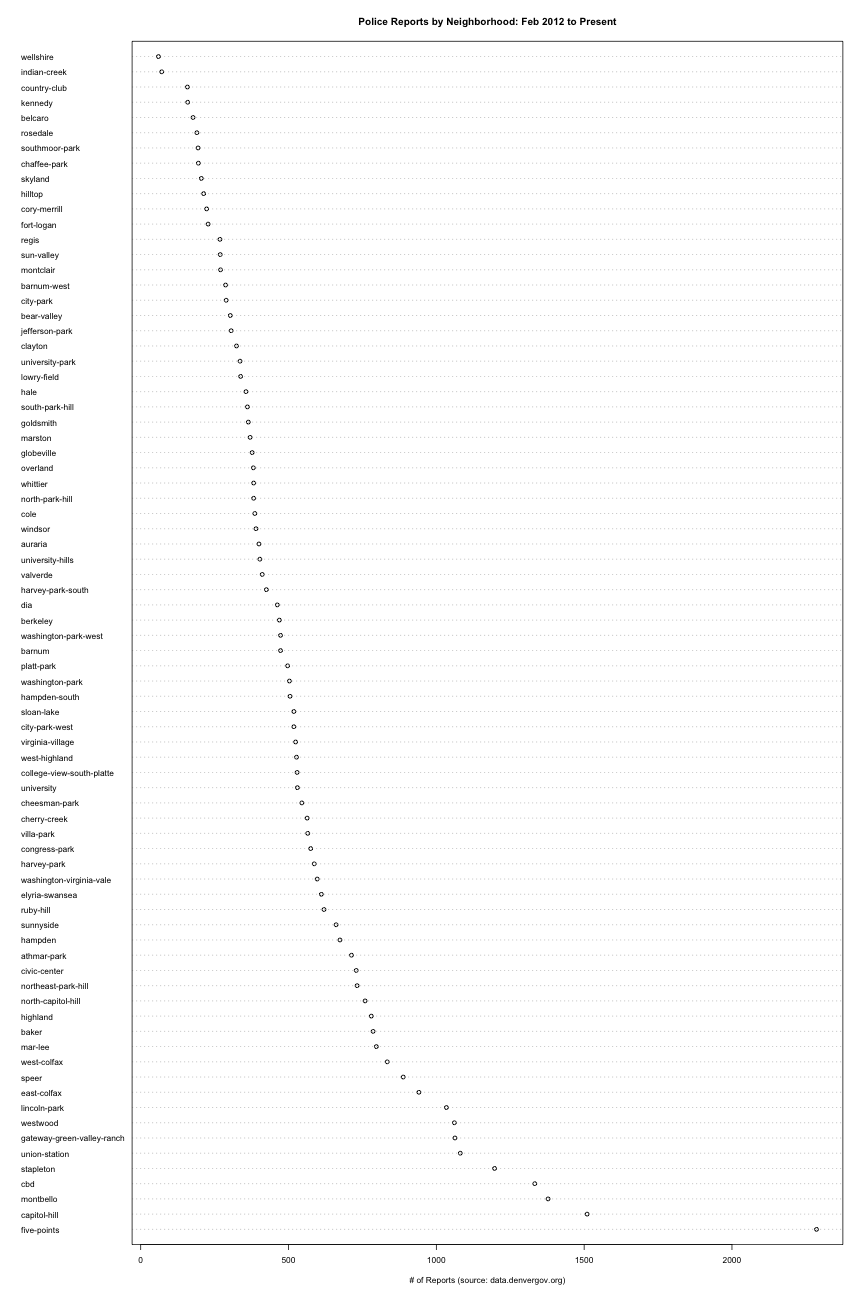 Police Reports by Neighborhood: Feb 2012 to Present
wellshire
indian-creek
country-club
kennedy
belcaro
rosedale
southmoor-park
chaffee-park
skyland
hilltop
cory-merrill
fort-logan
regis
sun-valley
montclair
barnum-west
city-park
bear-valley
jefferson-park
clayton
university-park
lowry-field
hale
south-park-hill
goldsmith
marston
globeville
overland
whittier
north-park-hill
cole
windsor
auraria
university-hills
valverde
harvey-park-south
dia
berkeley
washington-park-west
barnum
platt-park
washington-park
hampden-south
sloan-lake
city-park-west
virginia-village
west-highland
college-view-south-platte
university
cheesman-park
cherry-creek
villa-park
congress-park
harvey-park
washington-virginia-vale
elyria-swansea
ruby-hill
sunnyside
hampden
athmar-park
civic-center
northeast-park-hill
north-capitol-hill
highland
baker
mar-lee
west-colfax
speer
east-colfax
lincoln-park
westwood
gateway-green-valley-ranch
union-station
stapleton
cbd
montbello
capitol-hill
five-points
0 500 1000 1500 2000
# of Reports (source: data.denvergov.org)